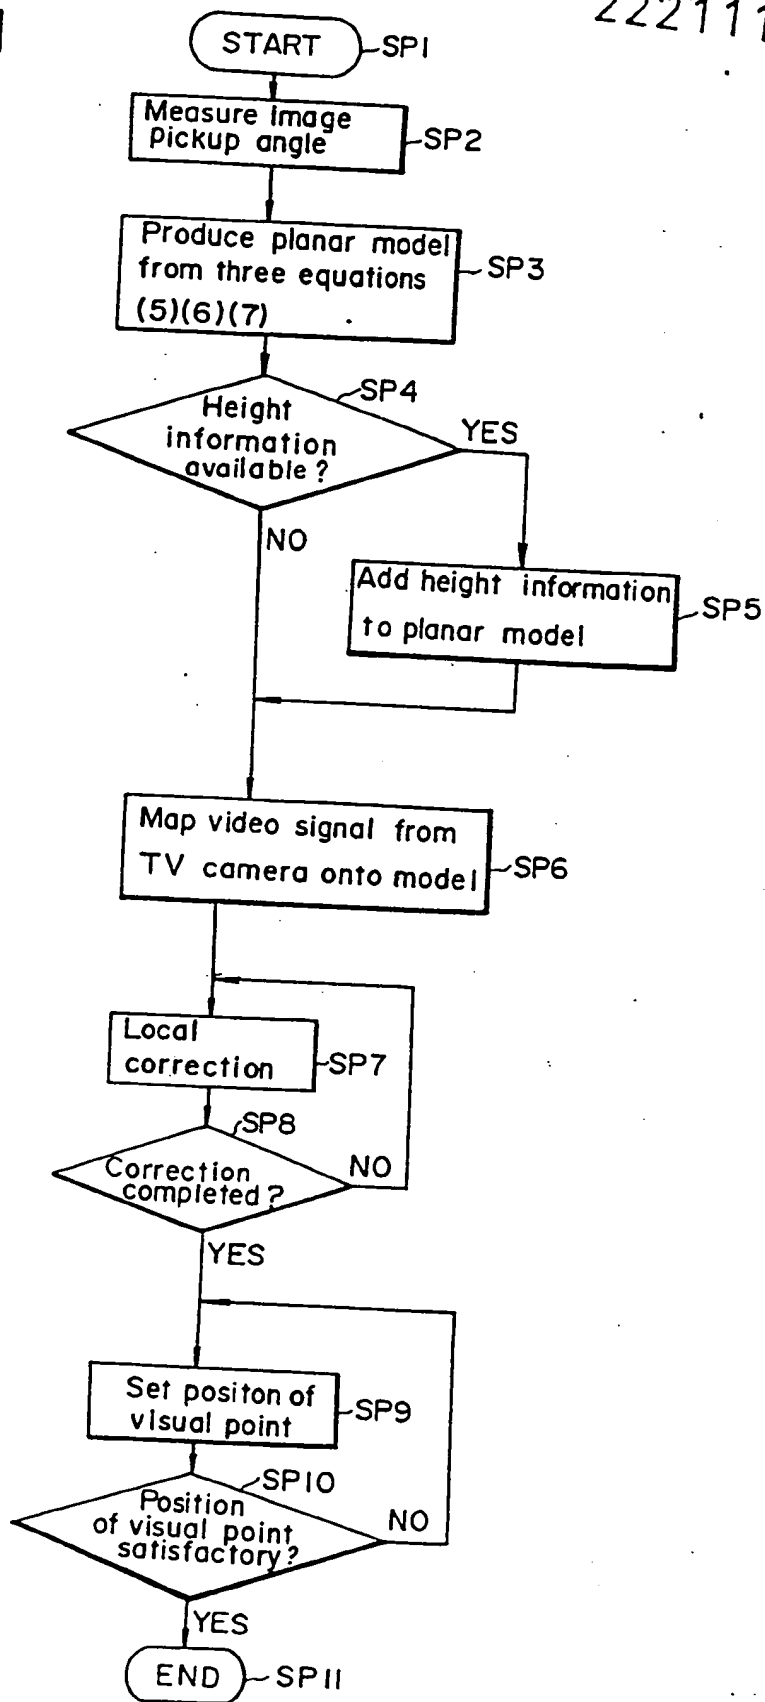 222111
START
SP1
Measure Image
pickup angle
SP2
Produce planar model
from three equations
(5)(6)(7)
SP3
SP4
Height
information
available?
YES
NO
Add height information
to planar model
SP5
Map video signal from
TV camera onto model
SP6
Local
correction
SP7
SP8
Correction
completed?
NO
YES
Set positon of
visual point
SP9
SP10
Position
of visual point
satisfactory?
NO
YES
END
SP11